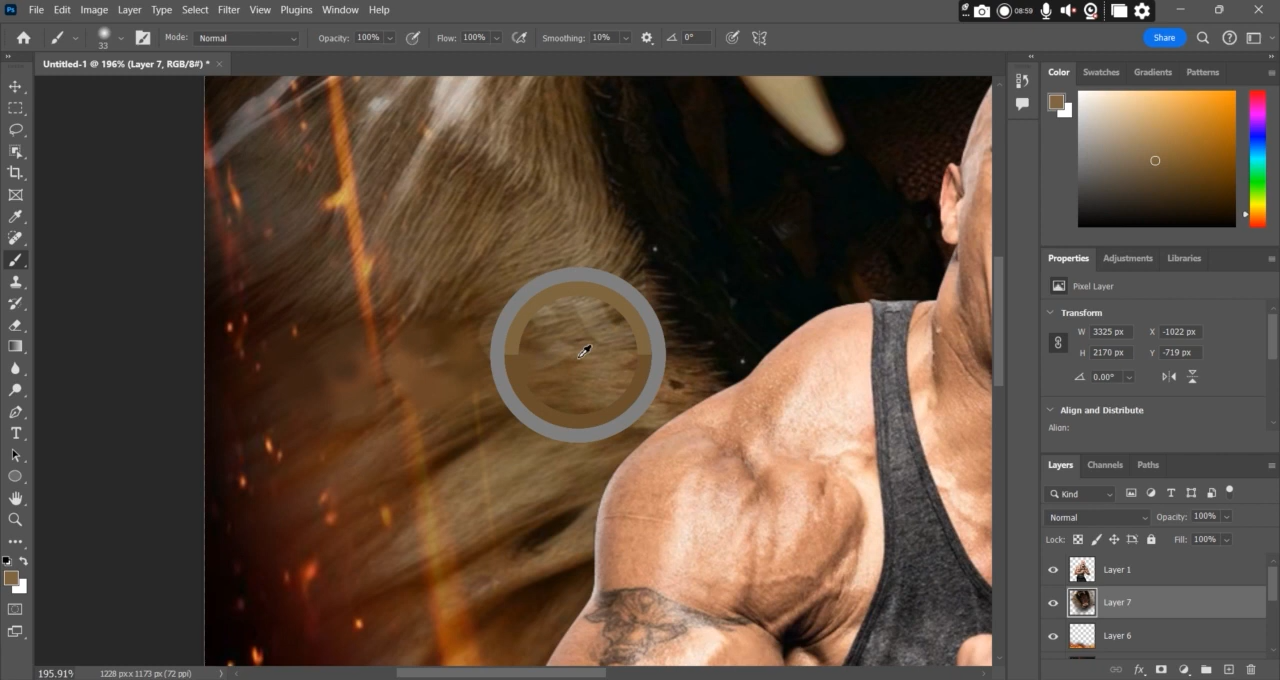 Ps File Edit Image Layer Type Select Filter View Plugins Window Help 08:59
33 Mode: Normal Opacity: 100% Flow: 100% Smoothing: 10% 0° Share
Untitled-1 @ 196% (Layer 7, RGB/8#) * ×
Color Swatches Gradients Patterns
Properties Adjustments Libraries
Pixel Layer
Transform
W 3325 px X -1022 px
H 2170 px Y -719 px
0.00°
Align and Distribute
Align:
Layers Channels Paths
Kind
Normal Opacity: 100%
Lock: Fill: 100%
Layer 1
Layer 7
Layer 6
195.91% 1228 px x 1173 px (72 ppi)